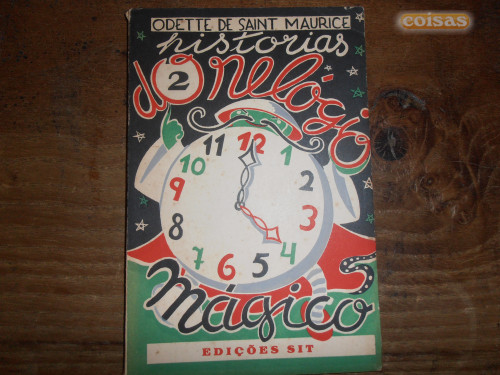 coisas
ODETTE DE SAINT MAURICE
histórias
do Relógio
2
12
11
1
10
2
9
3
8
4
7
6
5
mágico
EDIÇÕES SIT